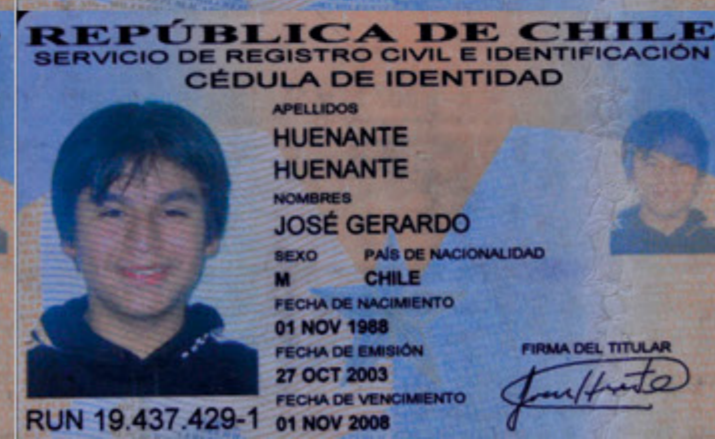 REPÚBLICA DE CHILE
SERVICIO DE REGISTRO CIVIL E IDENTIFICACIÓN
CÉDULA DE IDENTIDAD
APELLIDOS
HUENANTE
HUENANTE
NOMBRES
JOSÉ GERARDO
SEXO PAÍS DE NACIONALIDAD
M CHILE
FECHA DE NACIMIENTO
01 NOV 1988
FECHA DE EMISIÓN
27 OCT 2003
FIRMA DEL TITULAR
FECHA DE VENCIMIENTO
01 NOV 2008
RUN 19.437.429-1